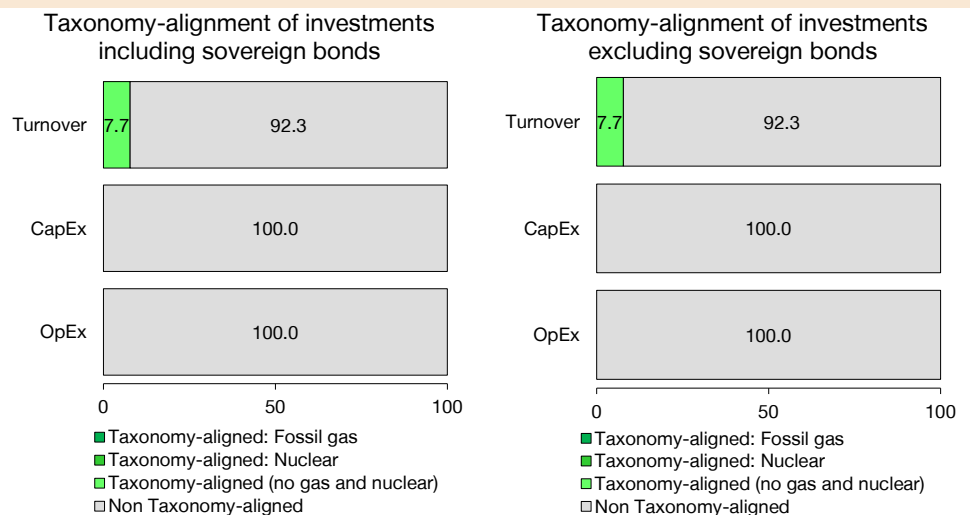 Taxonomy-alignment of investments
including sovereign bonds
Turnover
7.7
92.3
CapEx
100.0
OpEx
100.0
0
50
100
Taxonomy-aligned: Fossil gas
Taxonomy-aligned: Nuclear
Taxonomy-aligned (no gas and nuclear)
Non Taxonomy-aligned
Taxonomy-alignment of investments
excluding sovereign bonds
Turnover
7.7
92.3
CapEx
100.0
OpEx
100.0
0
50
100
Taxonomy-aligned: Fossil gas
Taxonomy-aligned: Nuclear
Taxonomy-aligned (no gas and nuclear)
Non Taxonomy-aligned